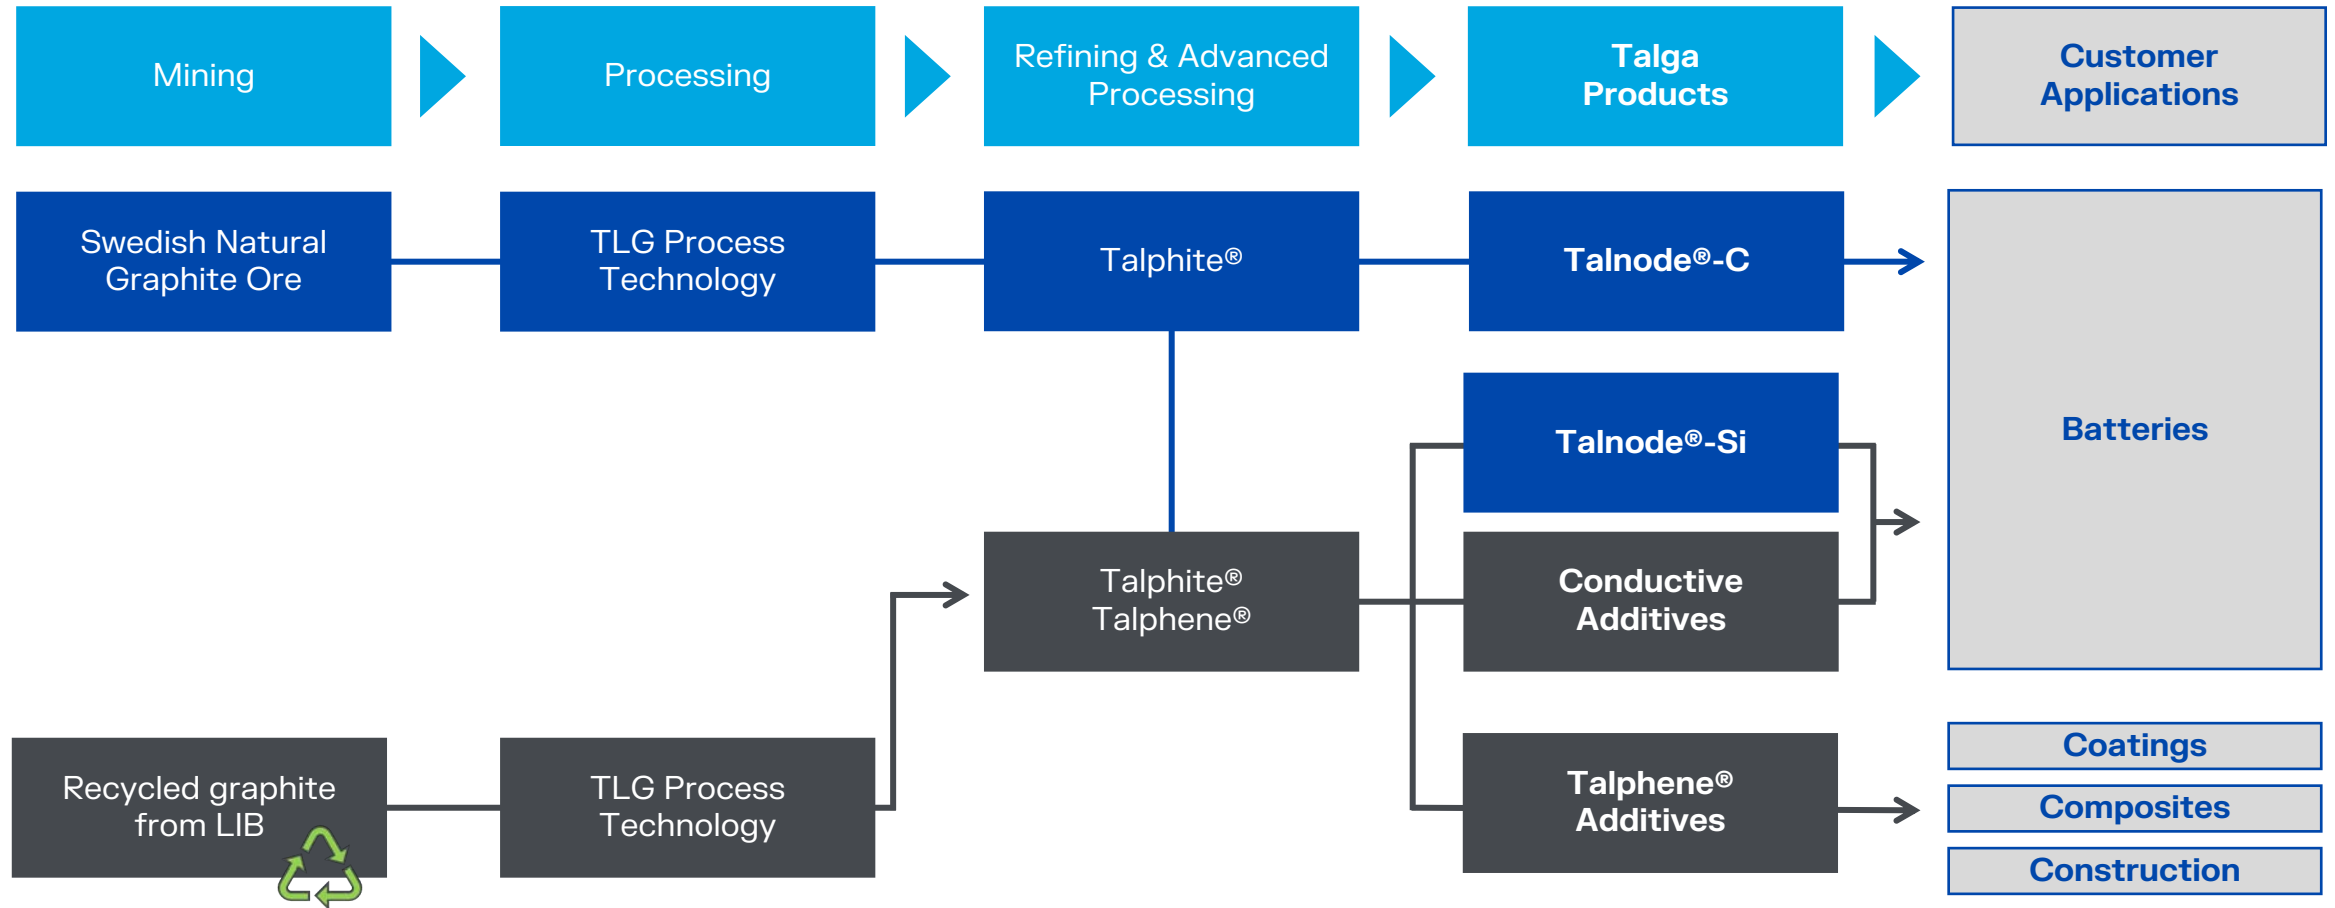 Mining
Processing
Refining & Advanced
Processing
Talga
Products
Customer
Applications
Swedish Natural
Graphite Ore
TLG Process
Technology
Talphite®
Talnode®-C
Talnode®-Si
Batteries
Talphite®
Talphene®
Conductive
Additives
Recycled graphite
from LIB
TLG Process
Technology
Talphene®
Additives
Coatings
Composites
Construction